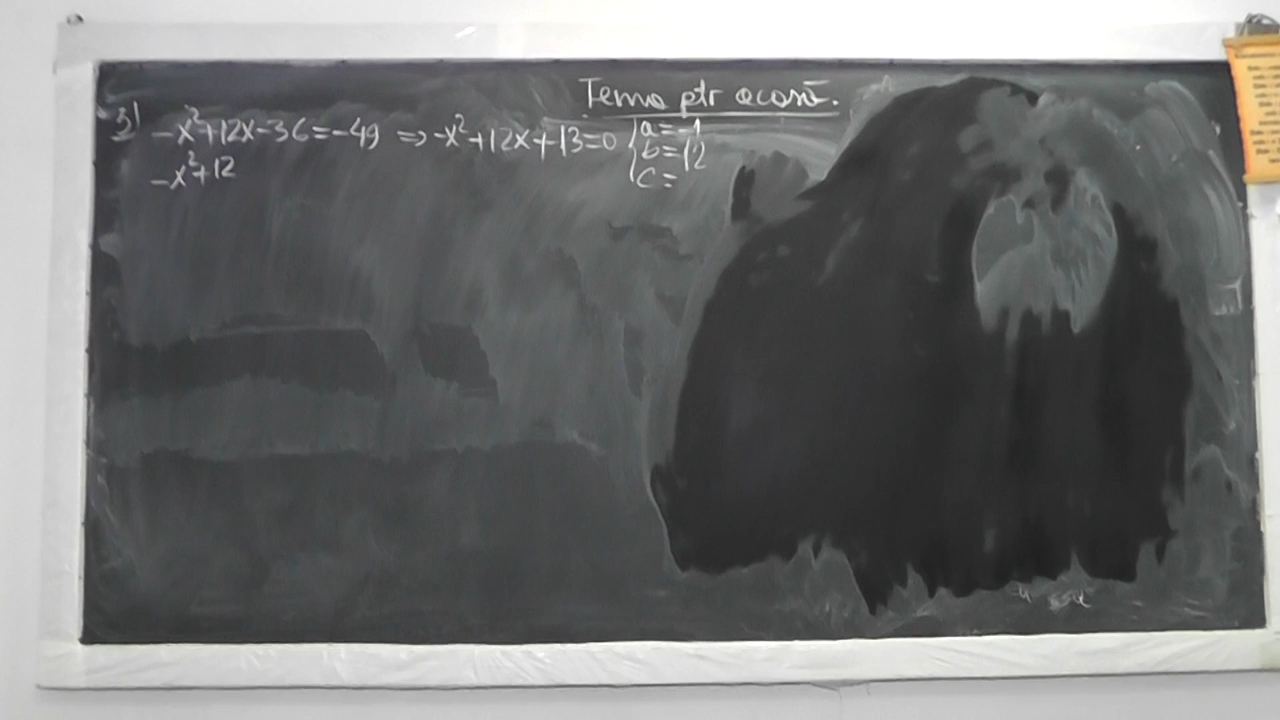 Tema ptr acasă.
3) -x²+12x-36=-49 ⇒ -x²+12x+13=0 { a=-1
b=12
-x²+12
c=